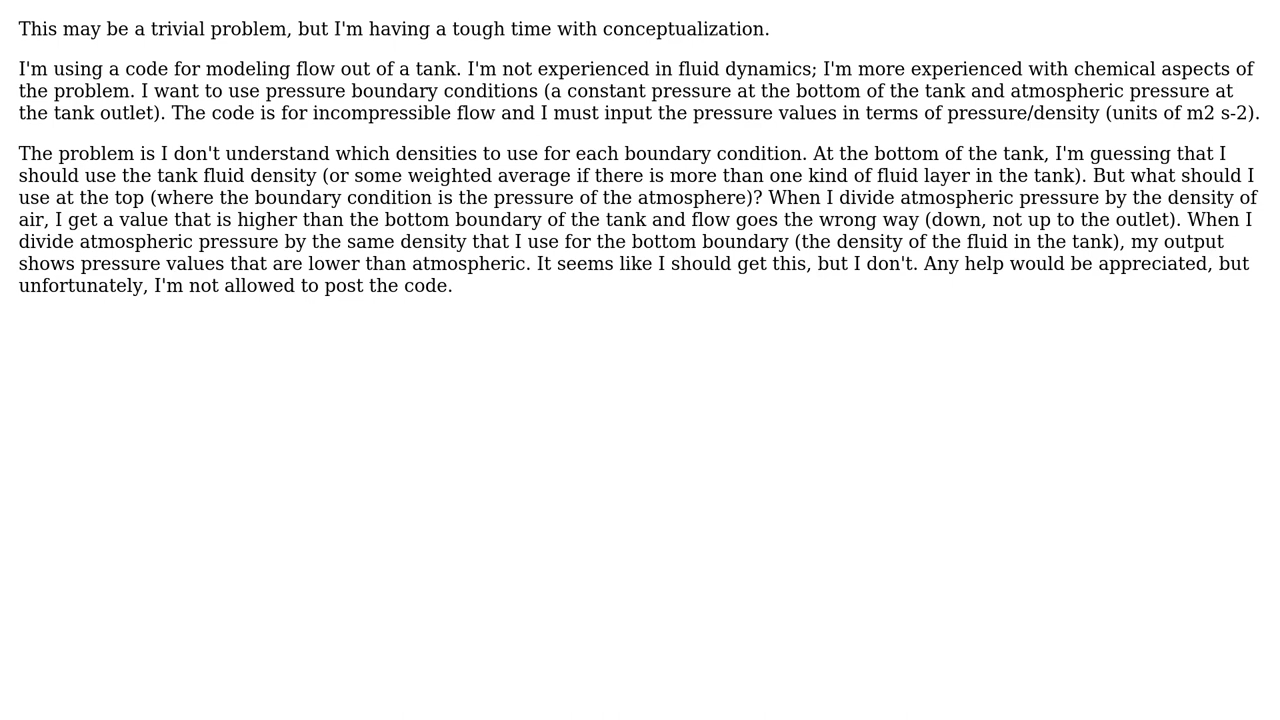 This may be a trivial problem, but I'm having a tough time with conceptualization.
I'm using a code for modeling flow out of a tank. I'm not experienced in fluid dynamics; I'm more experienced with chemical aspects of
the problem. I want to use pressure boundary conditions (a constant pressure at the bottom of the tank and atmospheric pressure at
the tank outlet). The code is for incompressible flow and I must input the pressure values in terms of pressure/density (units of m2 s-2).
The problem is I don't understand which densities to use for each boundary condition. At the bottom of the tank, I'm guessing that I
should use the tank fluid density (or some weighted average if there is more than one kind of fluid layer in the tank). But what should I
use at the top (where the boundary condition is the pressure of the atmosphere)? When I divide atmospheric pressure by the density of
air, I get a value that is higher than the bottom boundary of the tank and flow goes the wrong way (down, not up to the outlet). When I
divide atmospheric pressure by the same density that I use for the bottom boundary (the density of the fluid in the tank), my output
shows pressure values that are lower than atmospheric. It seems like I should get this, but I don't. Any help would be appreciated, but
unfortunately, I'm not allowed to post the code.